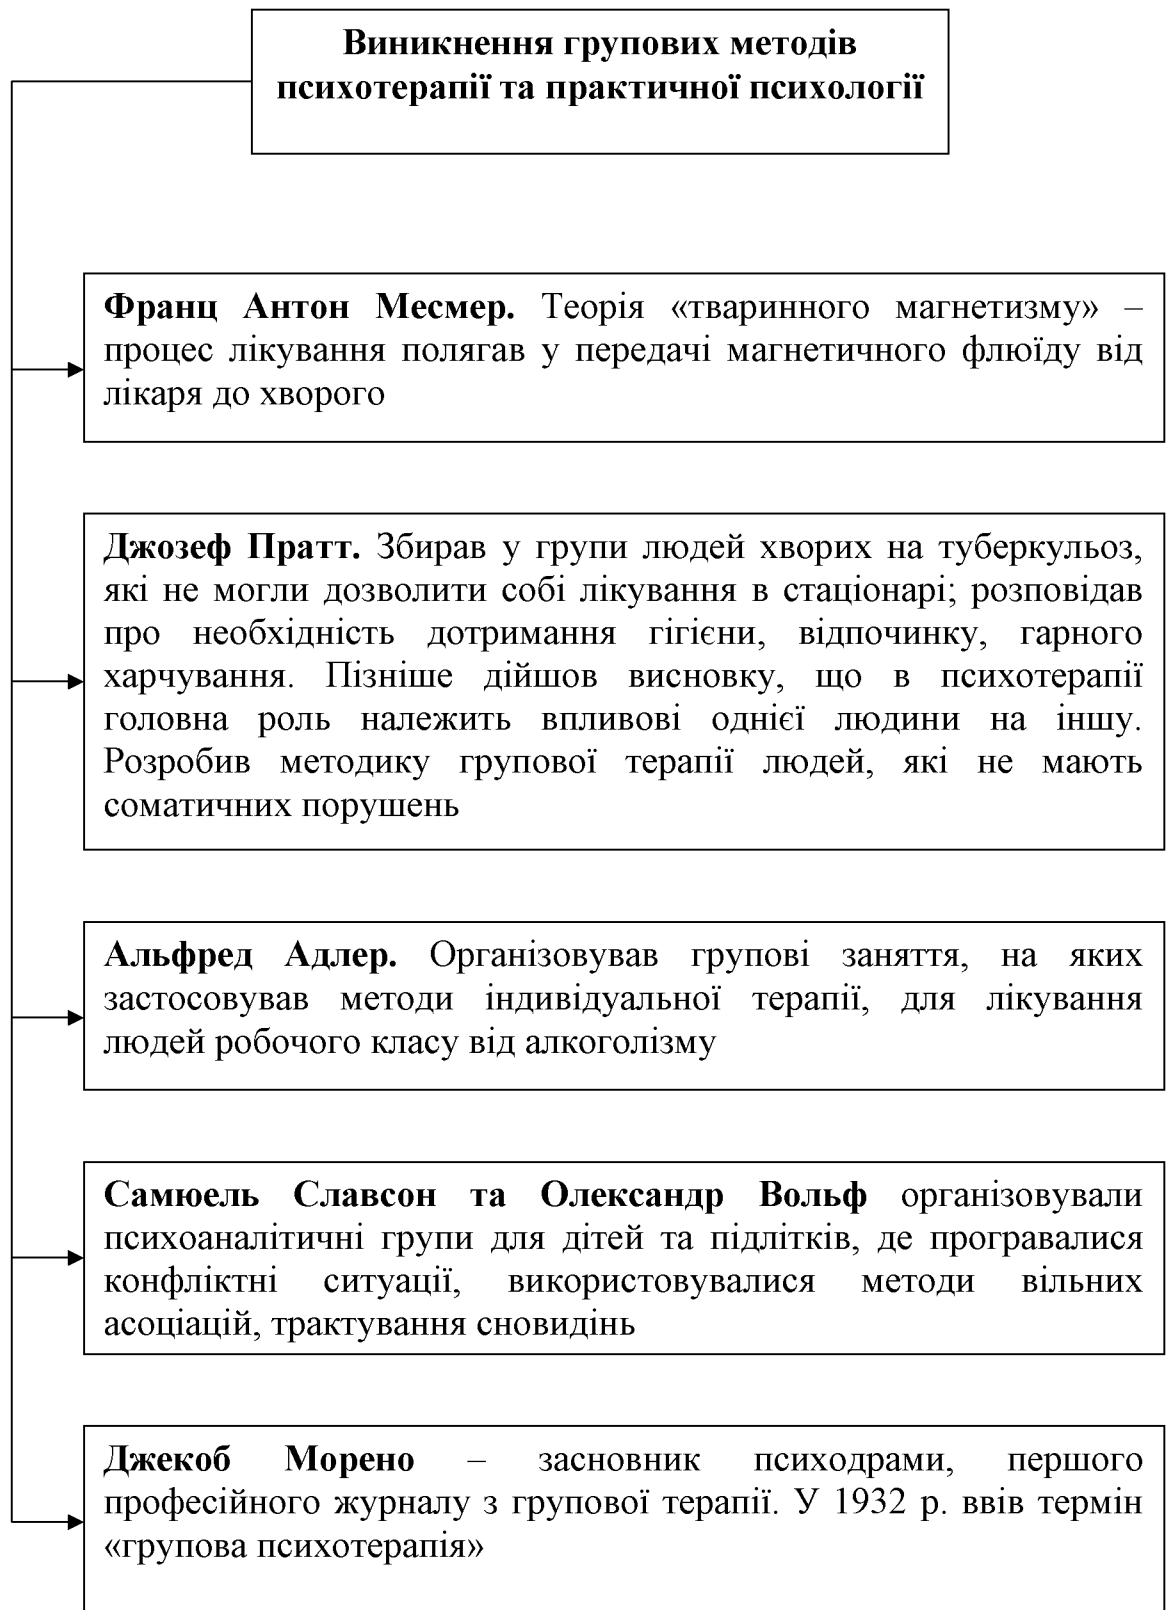 Виникнення групових методів
психотерапії та практичної психології
Франц Антон Месмер. Теорія «тваринного магнетизму» –
процес лікування полягав у передачі магнетичного флюїду від
лікаря до хворого
Джозеф Пратт. Збирав у групи людей хворих на туберкульоз,
які не могли дозволити собі лікування в стаціонарі; розповідав
про необхідність дотримання гігієни, відпочинку, гарного
харчування. Пізніше дійшов висновку, що в психотерапії
головна роль належить впливові однієї людини на іншу.
Розробив методику групової терапії людей, які не мають
соматичних порушень
Альфред Адлер. Організовував групові заняття, на яких
застосовував методи індивідуальної терапії, для лікування
людей робочого класу від алкоголізму
Самюель Славсон та Олександр Вольф організовували
психоаналітичні групи для дітей та підлітків, де програвалися
конфліктні ситуації, використовувалися методи вільних
асоціацій, трактування сновидінь
Джекоб Морено – засновник психодрами, першого
професійного журналу з групової терапії. У 1932 р. ввів термін
«групова психотерапія»